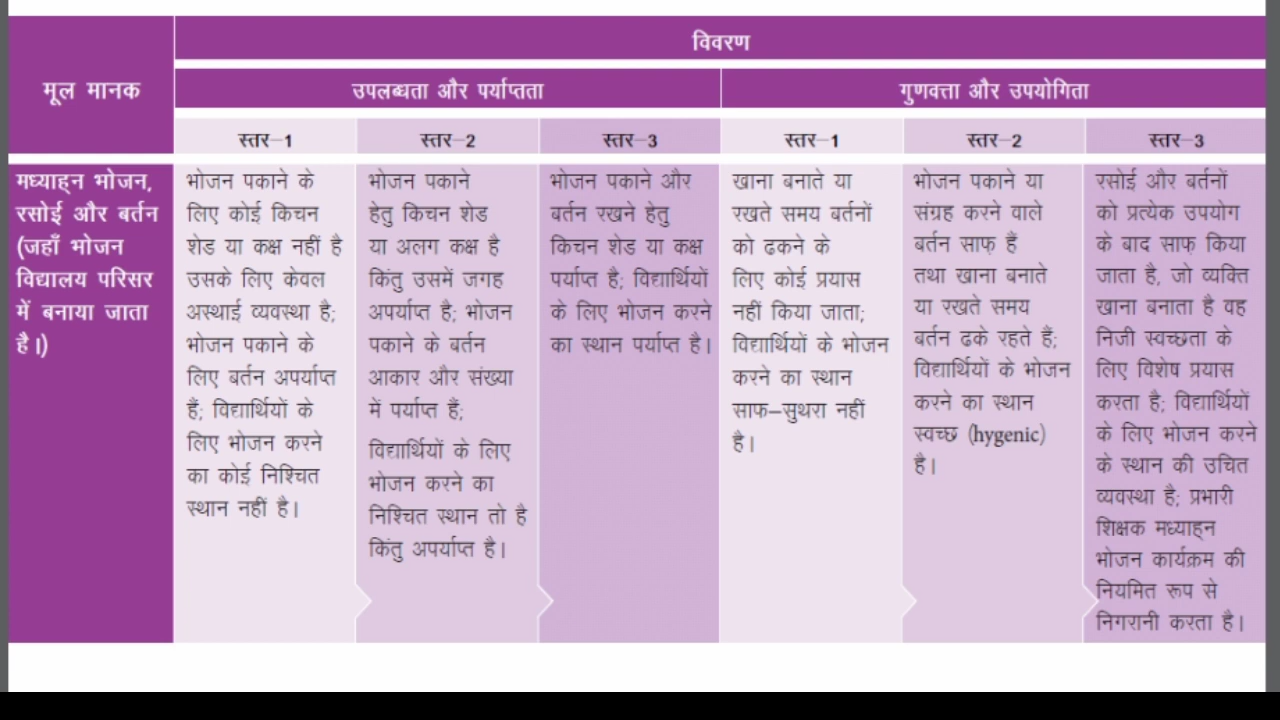 विवरण
मूल मानक
उपलब्धता और पर्याप्तता
गुणवत्ता और उपयोगिता
स्तर–1
स्तर–2
स्तर–3
स्तर–1
स्तर–2
स्तर–3
मध्याह्न भोजन,
रसोई और बर्तन
(जहाँ भोजन
विद्यालय परिसर
में बनाया जाता
है।)
भोजन पकाने के
लिए कोई किचन
शेड या कक्ष नहीं है
उसके लिए केवल
अस्थाई व्यवस्था है;
भोजन पकाने के
लिए बर्तन अपर्याप्त
हैं; विद्यार्थियों के
लिए भोजन करने
का कोई निश्चित
स्थान नहीं है।
भोजन पकाने
हेतु किचन शेड
या अलग कक्ष है
किंतु उसमें जगह
अपर्याप्त है; भोजन
पकाने के बर्तन
आकार और संख्या
में पर्याप्त हैं;
विद्यार्थियों के लिए
भोजन करने का
निश्चित स्थान तो है
किंतु अपर्याप्त है।
भोजन पकाने और
बर्तन रखने हेतु
किचन शेड या कक्ष
पर्याप्त है; विद्यार्थियों
के लिए भोजन करने
का स्थान पर्याप्त है।
खाना बनाते या
रखते समय बर्तनों
को ढकने के
लिए कोई प्रयास
नहीं किया जाता;
विद्यार्थियों के भोजन
करने का स्थान
साफ–सुथरा नहीं
है।
भोजन पकाने या
संग्रह करने वाले
बर्तन साफ़ हैं
तथा खाना बनाते
या रखते समय
बर्तन ढके रहते हैं;
विद्यार्थियों के भोजन
करने का स्थान
स्वच्छ (hygenic)
है।
रसोई और बर्तनों
को प्रत्येक उपयोग
के बाद साफ़ किया
जाता है, जो व्यक्ति
खाना बनाता है वह
निजी स्वच्छता के
लिए विशेष प्रयास
करता है; विद्यार्थियों
के लिए भोजन करने
के स्थान की उचित
व्यवस्था है; प्रभारी
शिक्षक मध्याह्न
भोजन कार्यक्रम की
नियमित रूप से
निगरानी करता है।